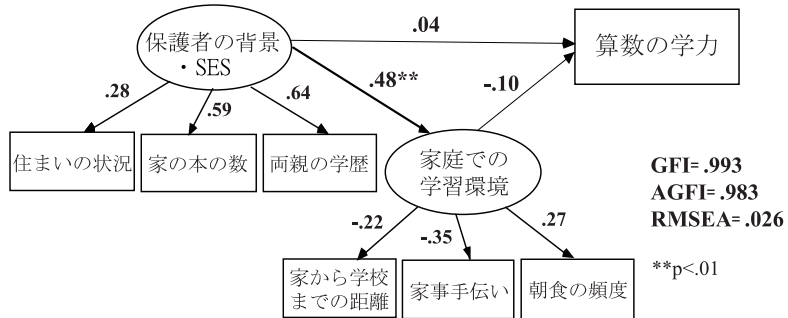 保護者の背景
・SES
.04
算数の学力
.48**
-.10
.28
.59
.64
住まいの状況
家の本の数
両親の学歴
家庭での
学習環境
GFI= .993
AGFI= .983
RMSEA= .026
-.22
-.35
.27
家から学校
までの距離
家事手伝い
朝食の頻度
**p<.01